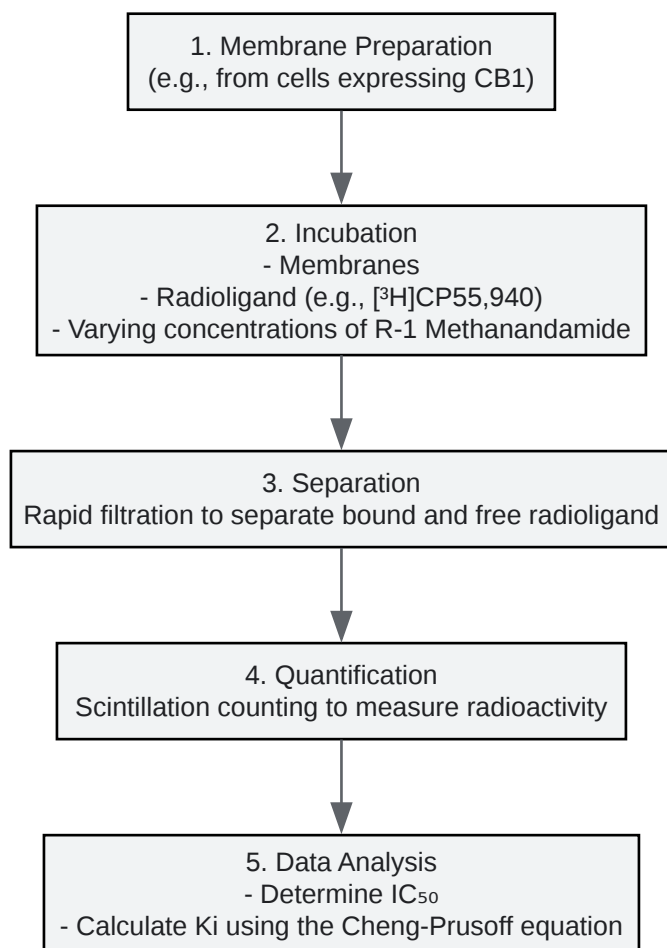 1. Membrane Preparation
(e.g., from cells expressing CB1)
2. Incubation
- Membranes
- Radioligand (e.g., [³H]CP55,940)
- Varying concentrations of R-1 Methanandamide
3. Separation
Rapid filtration to separate bound and free radioligand
4. Quantification
Scintillation counting to measure radioactivity
5. Data Analysis
- Determine IC₅₀
- Calculate Ki using the Cheng-Prusoff equation